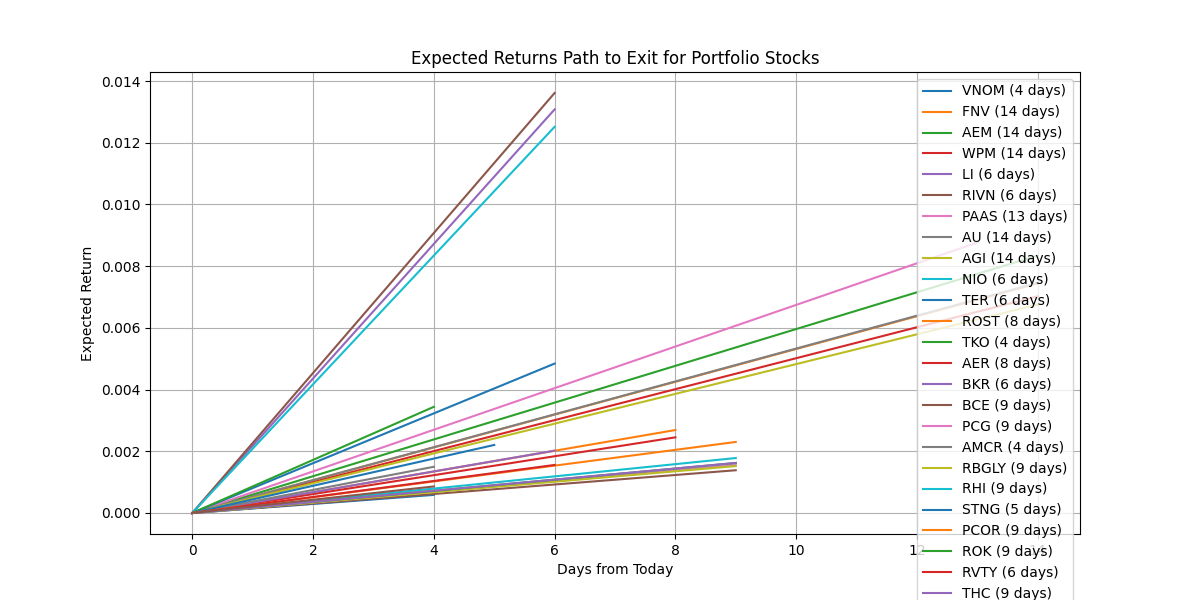 Expected Returns Path to Exit for Portfolio Stocks
Expected Return
0.014
0.012
0.010
0.008
0.006
0.004
0.002
0.000
0
2
4
6
8
10
Days from Today
VNOM (4 days)
FNV (14 days)
AEM (14 days)
WPM (14 days)
LI (6 days)
RIVN (6 days)
PAAS (13 days)
AU (14 days)
AGI (14 days)
NIO (6 days)
TER (6 days)
ROST (8 days)
TKO (4 days)
AER (8 days)
BKR (6 days)
BCE (9 days)
PCG (9 days)
AMCR (4 days)
RBGLY (9 days)
RHI (9 days)
STNG (5 days)
PCOR (9 days)
ROK (9 days)
RVTY (6 days)
THC (9 days)